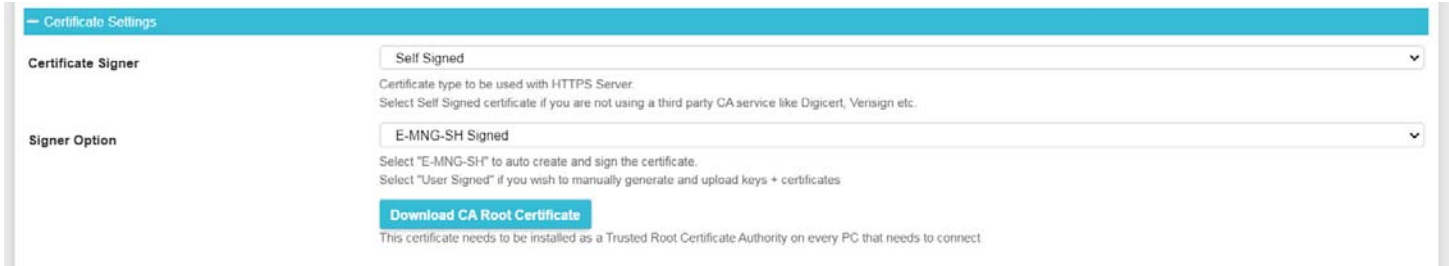 — Certificate Settings
Certificate Signer
Self Signed
Certificate type to be used with HTTPS Server.
Select Self Signed certificate if you are not using a third party CA service like Digicert, Verisign etc.
Signer Option
E-MNG-SH Signed
Select "E-MNG-SH" to auto create and sign the certificate.
Select "User Signed" if you wish to manually generate and upload keys + certificates
Download CA Root Certificate
This certificate needs to be installed as a Trusted Root Certificate Authority on every PC that needs to connect